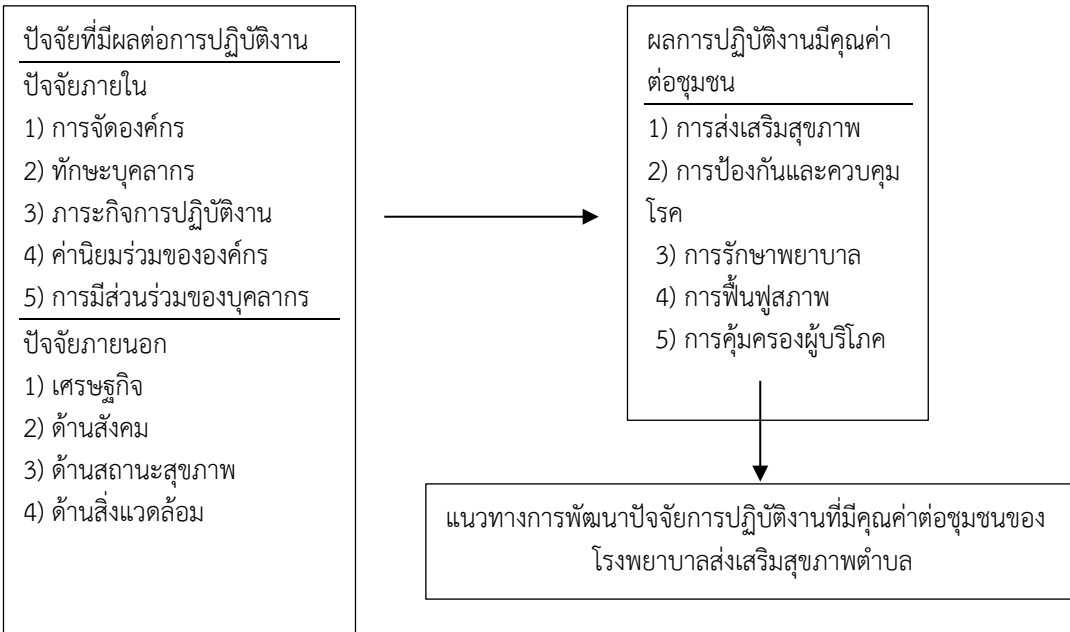 ปัจจัยที่มีผลต่อการปฏิบัติงาน
ปัจจัยภายใน
1) การจัดองค์กร
2) ทักษะบุคลากร
3) ภาระกิจการปฏิบัติงาน
4) ค่านิยมร่วมขององค์กร
5) การมีส่วนร่วมของบุคลากร
ปัจจัยภายนอก
1) เศรษฐกิจ
2) ด้านสังคม
3) ด้านสถานะสุขภาพ
4) ด้านสิ่งแวดล้อม
ผลการปฏิบัติงานมีคุณค่า
ต่อชุมชน
1) การส่งเสริมสุขภาพ
2) การป้องกันและควบคุม
โรค
3) การรักษาพยาบาล
4) การฟื้นฟูสภาพ
5) การคุ้มครองผู้บริโภค
แนวทางการพัฒนาปัจจัยการปฏิบัติงานที่มีคุณค่าต่อชุมชนของ
โรงพยาบาลส่งเสริมสุขภาพตำบล